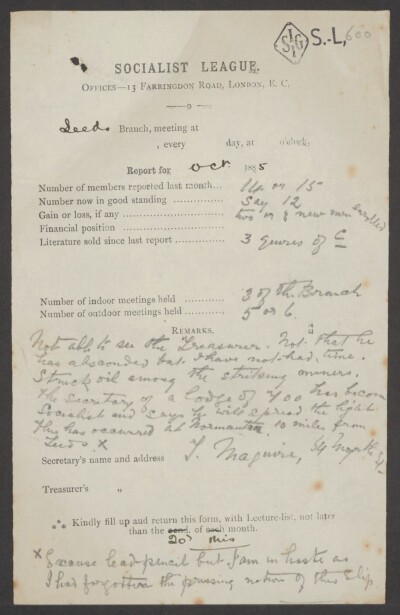 SIGI S.-L. 600
SOCIALIST LEAGUE.
OFFICES—13 FARRINGDON ROAD, LONDON, E. C.
Leeds Branch, meeting at
, every day, at o'clock.
Report for Oct 1885
Number of members reported last month... 14 or 15
Number now in good standing ............... Say 12
Gain or loss, if any ........................ two or 3 new men enrolled
Financial position ........................
Literature sold since last report ............... 3 quires of C
Number of indoor meetings held ............ 3 of the Branch
Number of outdoor meetings held ............ 5 or 6.
REMARKS.
Not able to see the Treasurer. Not that he
has absconded but I have not had time.
Struck oil among the striking miners.
The Secretary of a lodge of 400 has become
Socialist and says he will spread the light
This has occurred at Normanton 10 miles from
Leeds X
Secretary's name and address T. Maguire, 4 Myrtle
Treasurer's "
Kindly fill up and return this form, with Lecture-list, not later
than the end. of each month.
20th this
X Excuse lead-pencil but I am in haste as
I had forgotten the pressing nature of this Slip